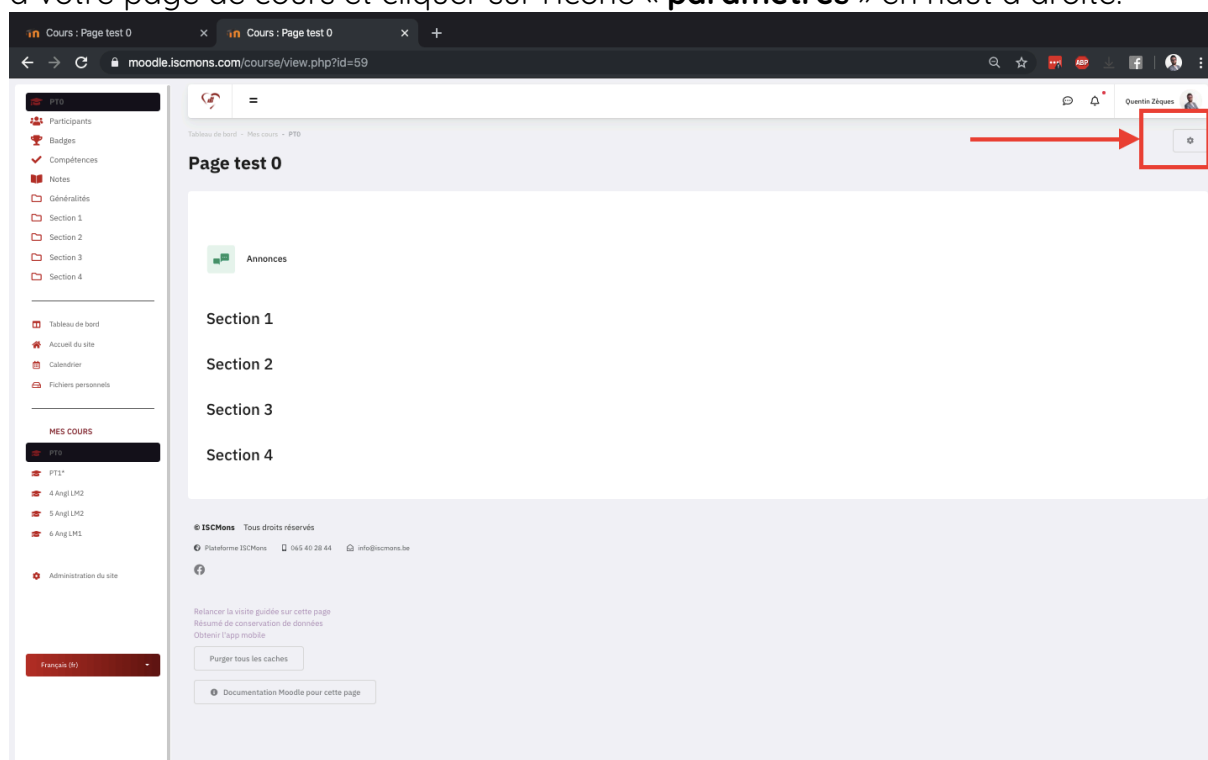 à votre page de cours et cliquer sur l'icône « paramètres » en haut à droite.
Cours : Page test 0
Cours : Page test 0
moodle.iscmons.com/course/view.php?id=59
ABP
PT0
Participants
Badges
Compétences
Notes
Généralités
Section 1
Section 2
Section 3
Section 4
Tableau de bord
Accueil du site
Calendrier
Fichiers personnels
MES COURS
PT0
PT1*
4 Angl LM2
5 Angl LM2
6 Ang LM1
Administration du site
Français (fr)
Quentin Zèques
Tableau de bord - Mes cours - PT0
Page test 0
Annonces
Section 1
Section 2
Section 3
Section 4
© ISCMons Tous droits réservés
Plateforme ISCMons 065 40 28 44 info@iscmons.be
Relancer la visite guidée sur cette page
Résumé de conservation de données
Obtenir l'app mobile
Purger tous les caches
Documentation Moodle pour cette page